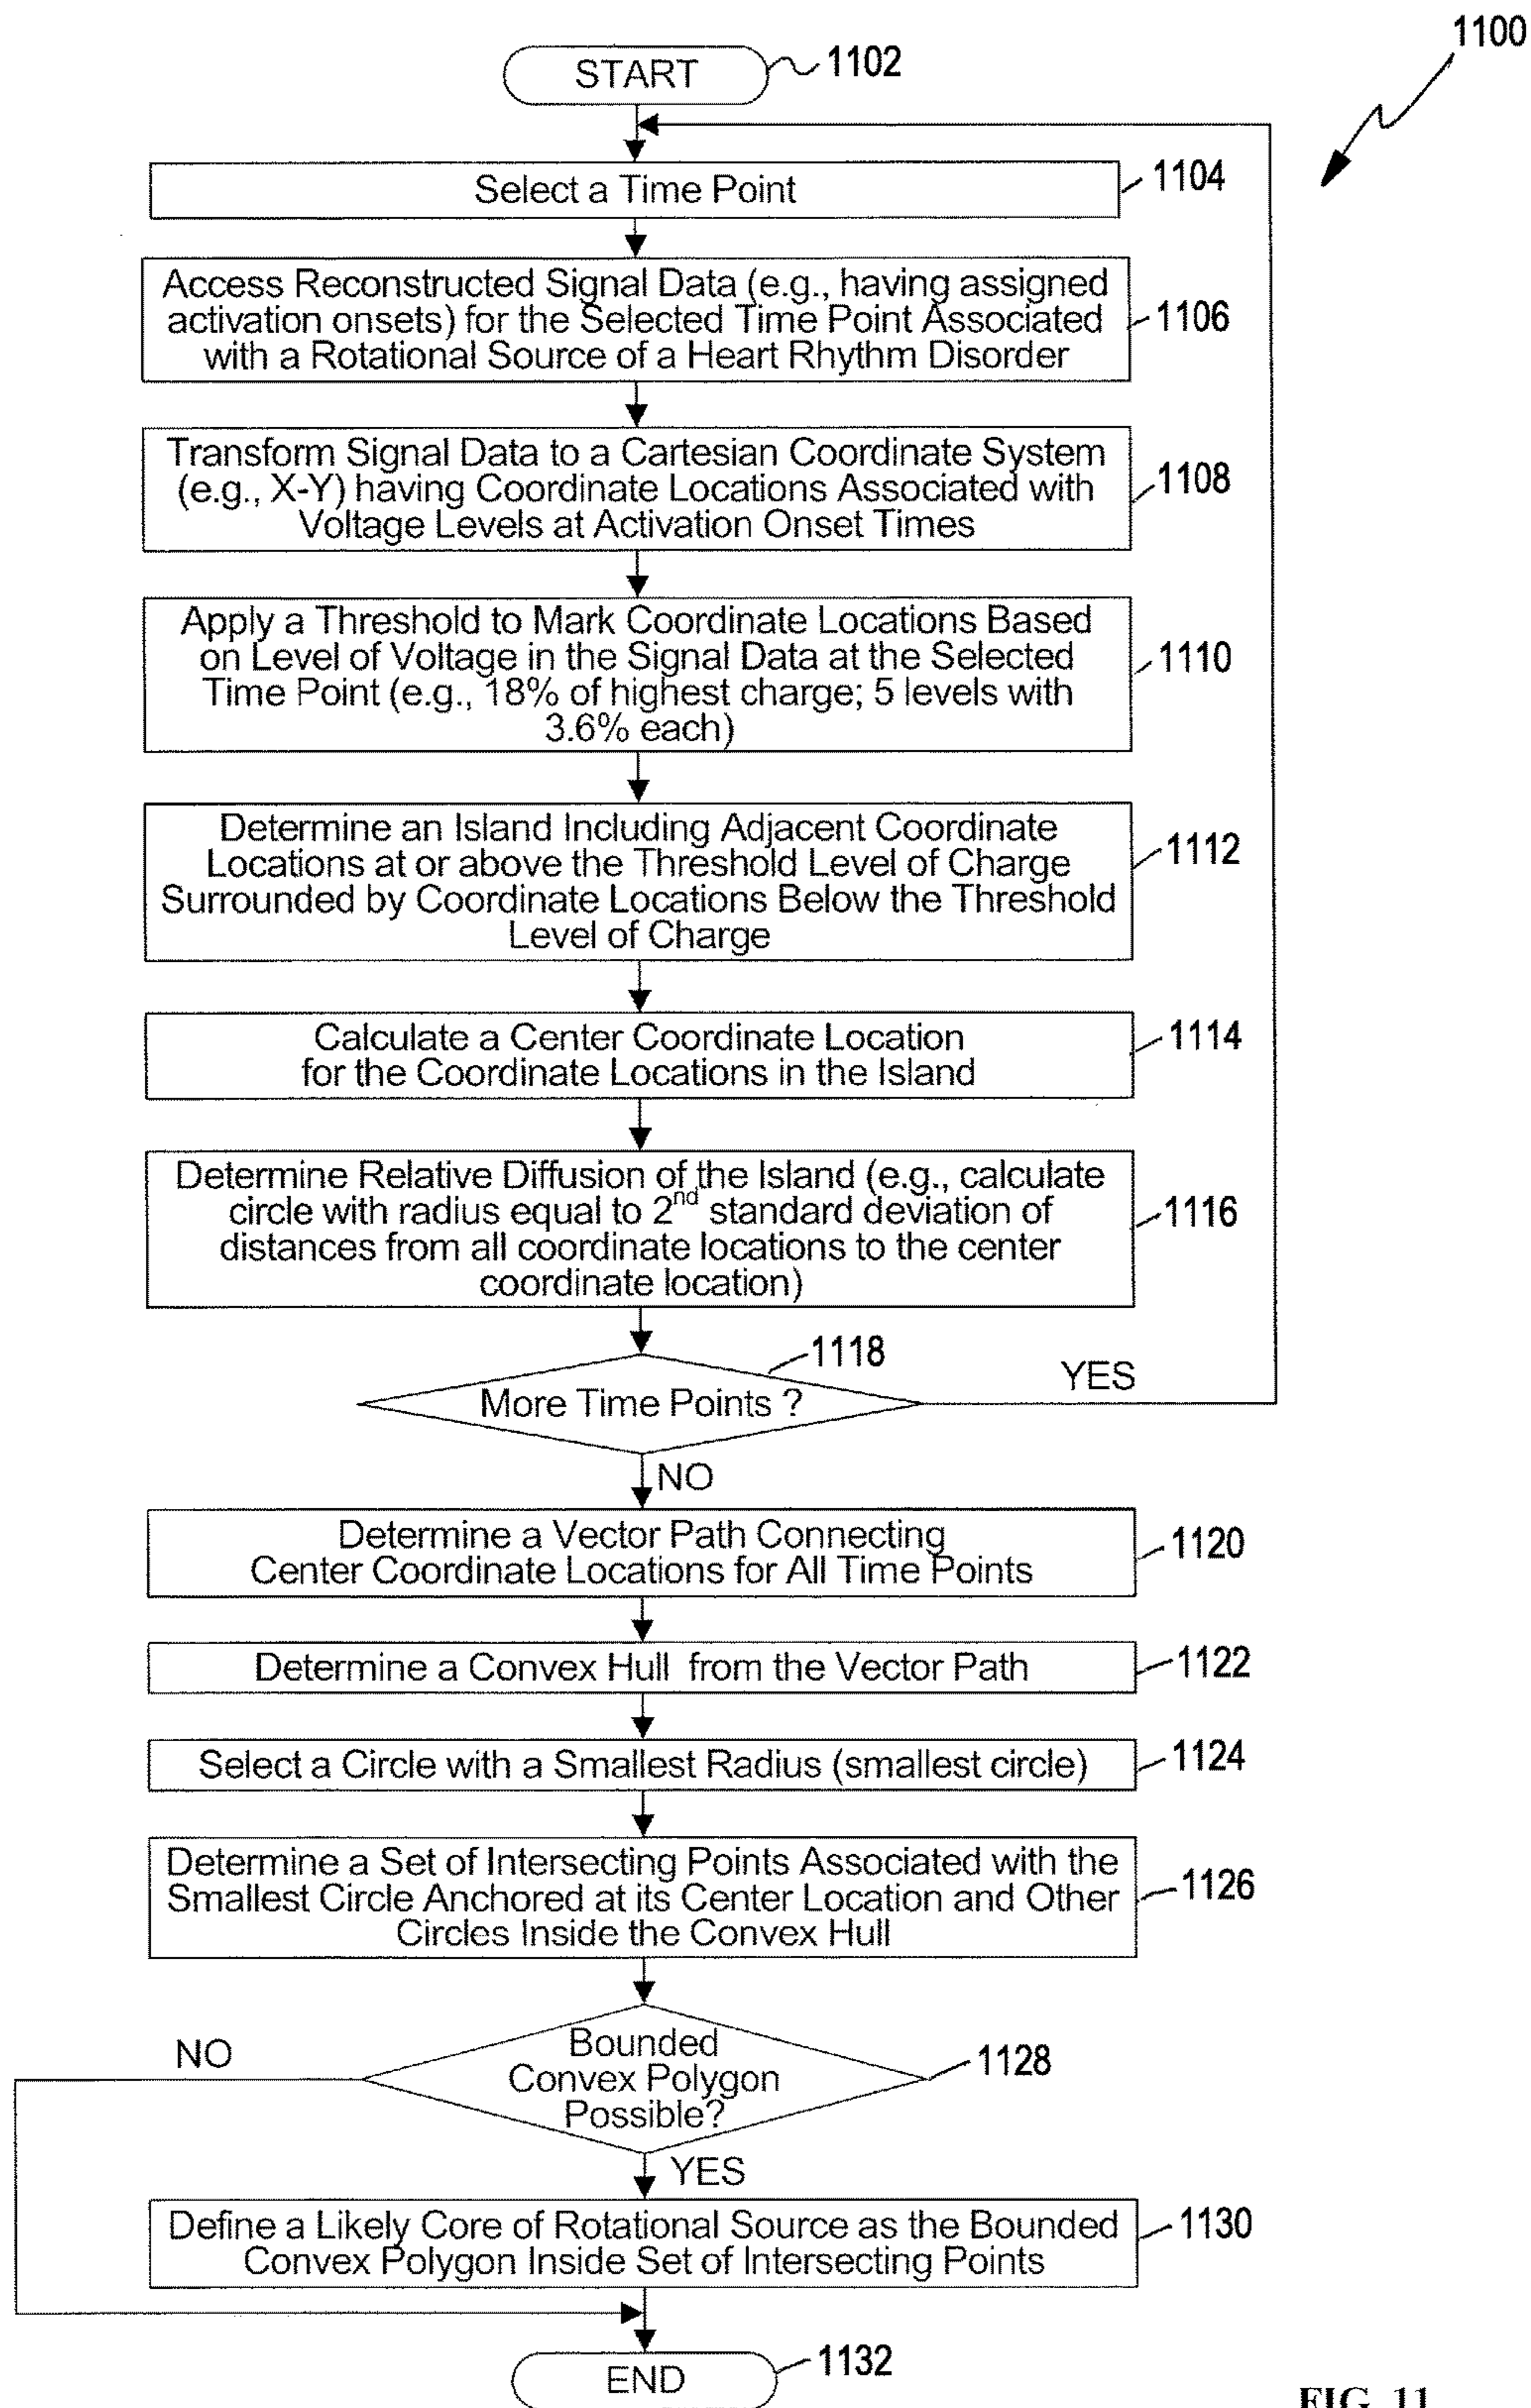 1100
START
1102
Select a Time Point
1104
Access Reconstructed Signal Data (e.g., having assigned
activation onsets) for the Selected Time Point Associated
with a Rotational Source of a Heart Rhythm Disorder
1106
Transform Signal Data to a Cartesian Coordinate System
(e.g., X-Y) having Coordinate Locations Associated with
Voltage Levels at Activation Onset Times
1108
Apply a Threshold to Mark Coordinate Locations Based
on Level of Voltage in the Signal Data at the Selected
Time Point (e.g., 18% of highest charge; 5 levels with
3.6% each)
1110
Determine an Island Including Adjacent Coordinate
Locations at or above the Threshold Level of Charge
Surrounded by Coordinate Locations Below the Threshold
Level of Charge
1112
Calculate a Center Coordinate Location
for the Coordinate Locations in the Island
1114
Determine Relative Diffusion of the Island (e.g., calculate
circle with radius equal to 2nd standard deviation of
distances from all coordinate locations to the center
coordinate location)
1116
1118
More Time Points ?
YES
NO
Determine a Vector Path Connecting
Center Coordinate Locations for All Time Points
1120
Determine a Convex Hull from the Vector Path
1122
Select a Circle with a Smallest Radius (smallest circle)
1124
Determine a Set of Intersecting Points Associated with the
Smallest Circle Anchored at its Center Location and Other
Circles Inside the Convex Hull
1126
NO
Bounded
Convex Polygon
Possible?
1128
YES
Define a Likely Core of Rotational Source as the Bounded
Convex Polygon Inside Set of Intersecting Points
1130
END
1132
FIG. 11